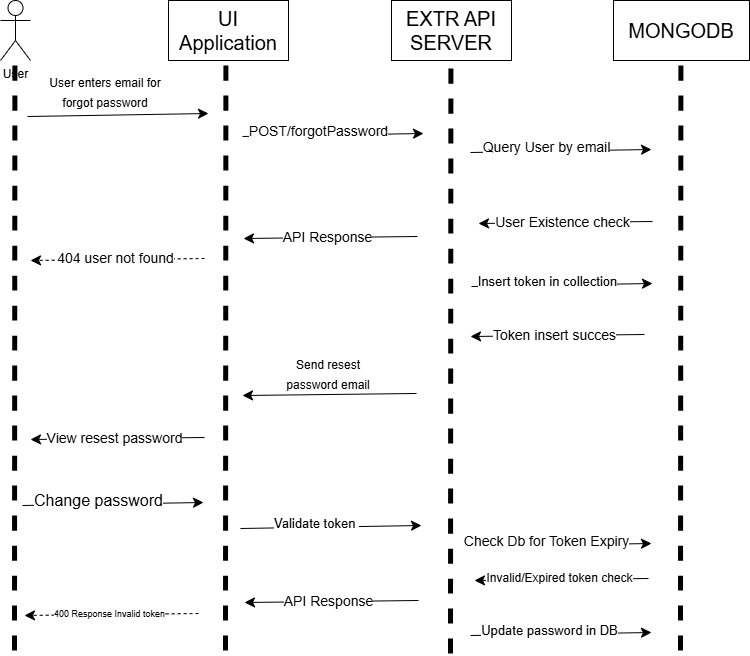 UI
Application
EXTR API
SERVER
MONGODB
User
User enters email for
forgot password
_POST/forgotPassword
_Query User by email
User Existence check
API Response
404 user not found
_Insert token in collection
Token insert succes
Send resest
password email
View resest password
_Change password
Validate token
Check Db for Token Expiry
Invalid/Expired token check
API Response
400 Response Invalid token
_Update password in DB